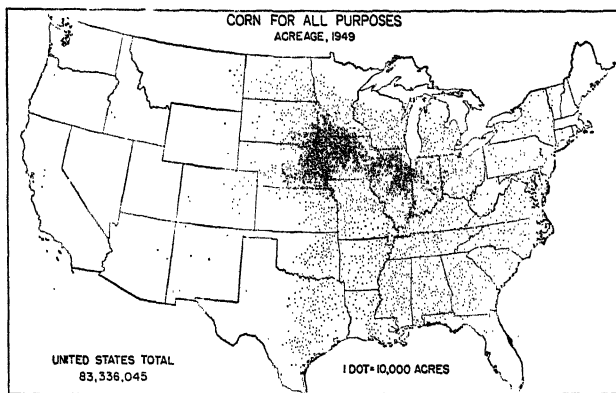 CORN FOR ALL PURPOSES
ACREAGE, 1949
UNITED STATES TOTAL
83,336,045
1 DOT=10,000 ACRES